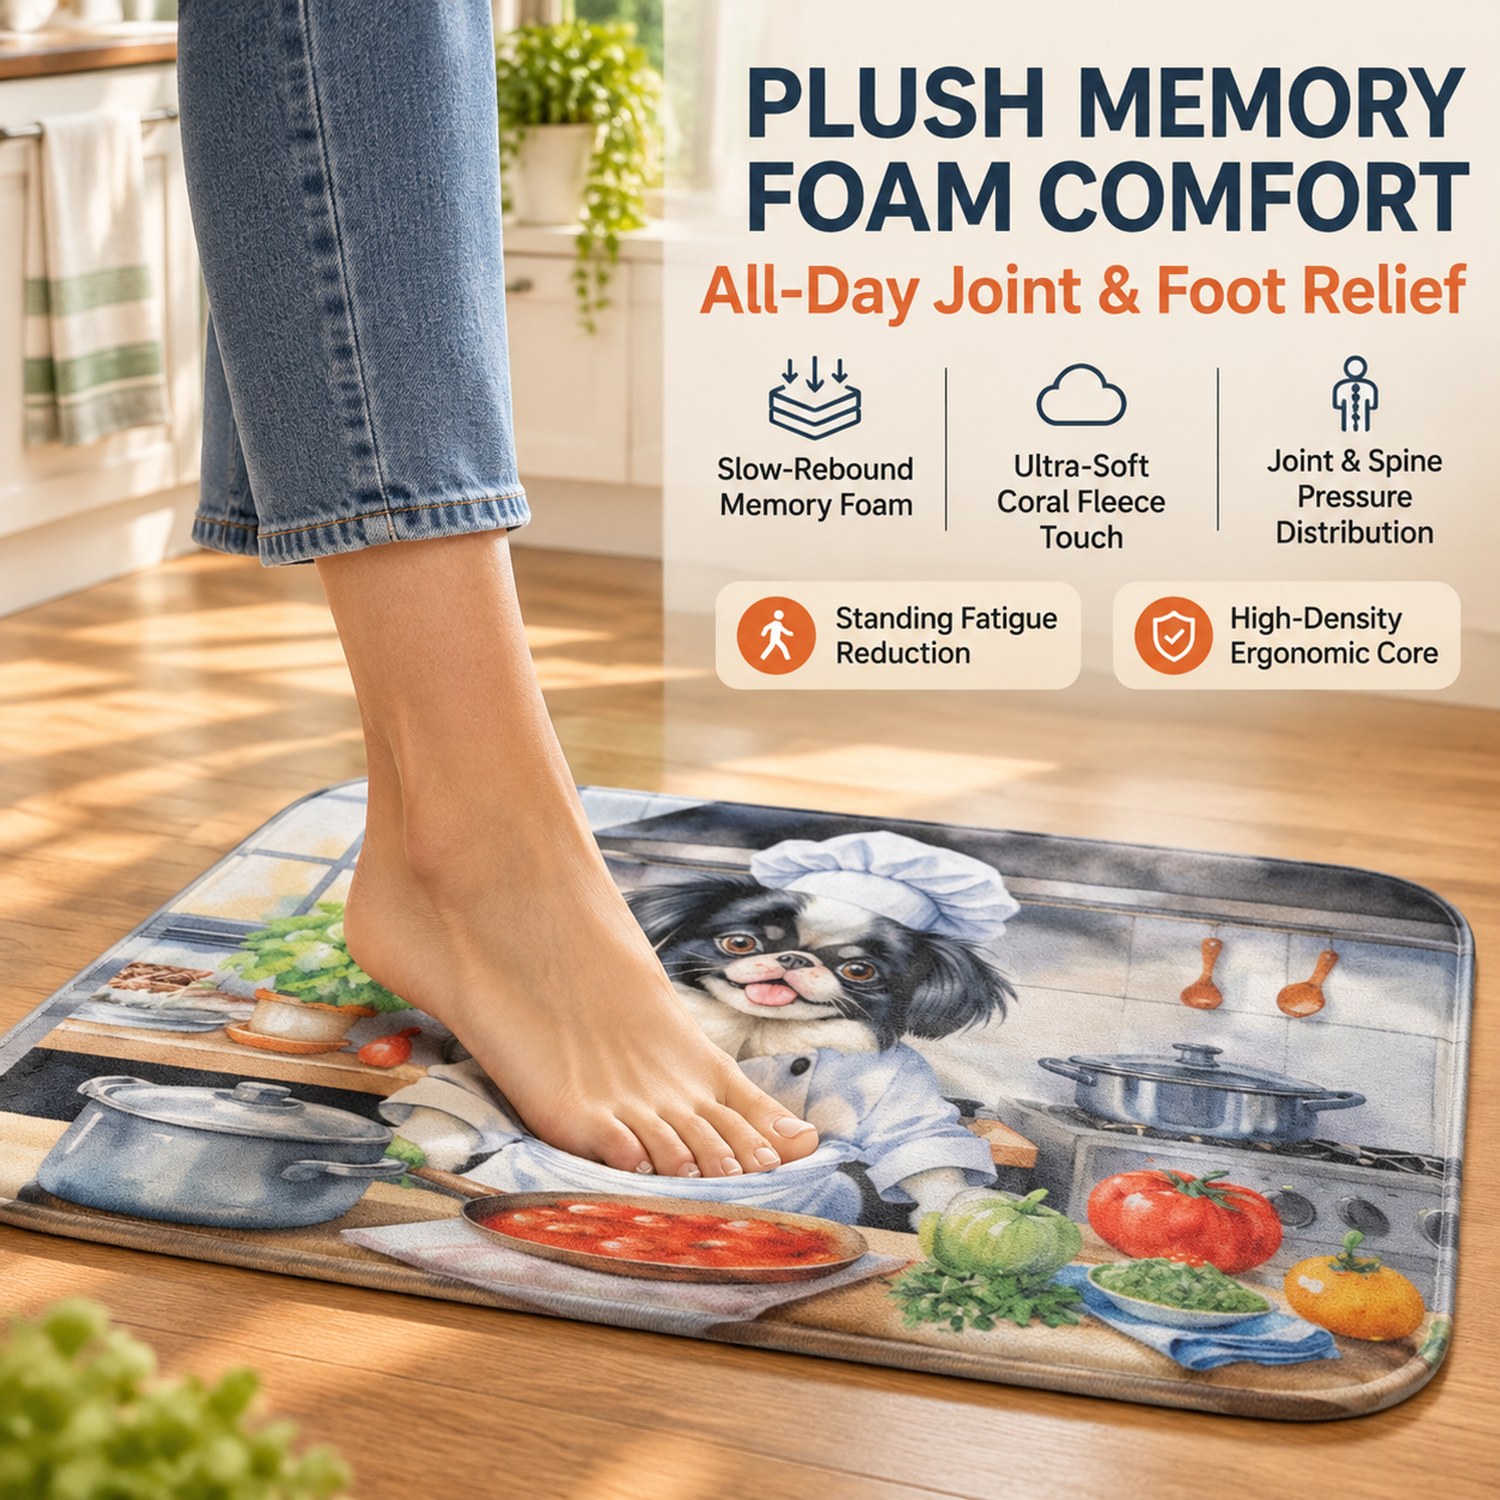 PLUSH MEMORY
FOAM COMFORT
All-Day Joint & Foot Relief
Slow-Rebound
Memory Foam
Ultra-Soft
Coral Fleece
Touch
Joint & Spine
Pressure
Distribution
Standing Fatigue
Reduction
High-Density
Ergonomic Core